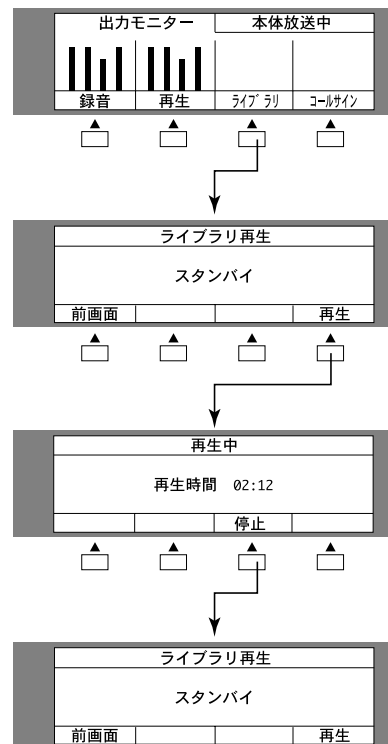 出力モニター 本体放送中
録音 再生 ﾗｲﾌﾞﾗﾘ ｺｰﾙｻｲﾝ
ライブラリ再生
スタンバイ
前画面 再生
再生中
再生時間 02:12
停止
ライブラリ再生
スタンバイ
前画面 再生